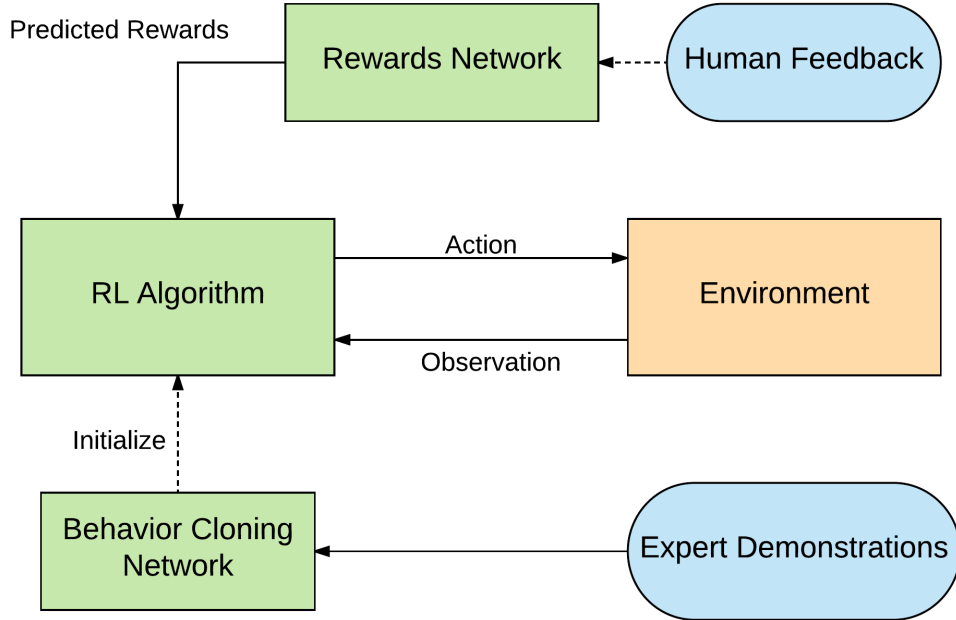 Predicted Rewards
Rewards Network
Human Feedback
RL Algorithm
Action
Environment
Observation
Initialize
Behavior Cloning
Network
Expert Demonstrations